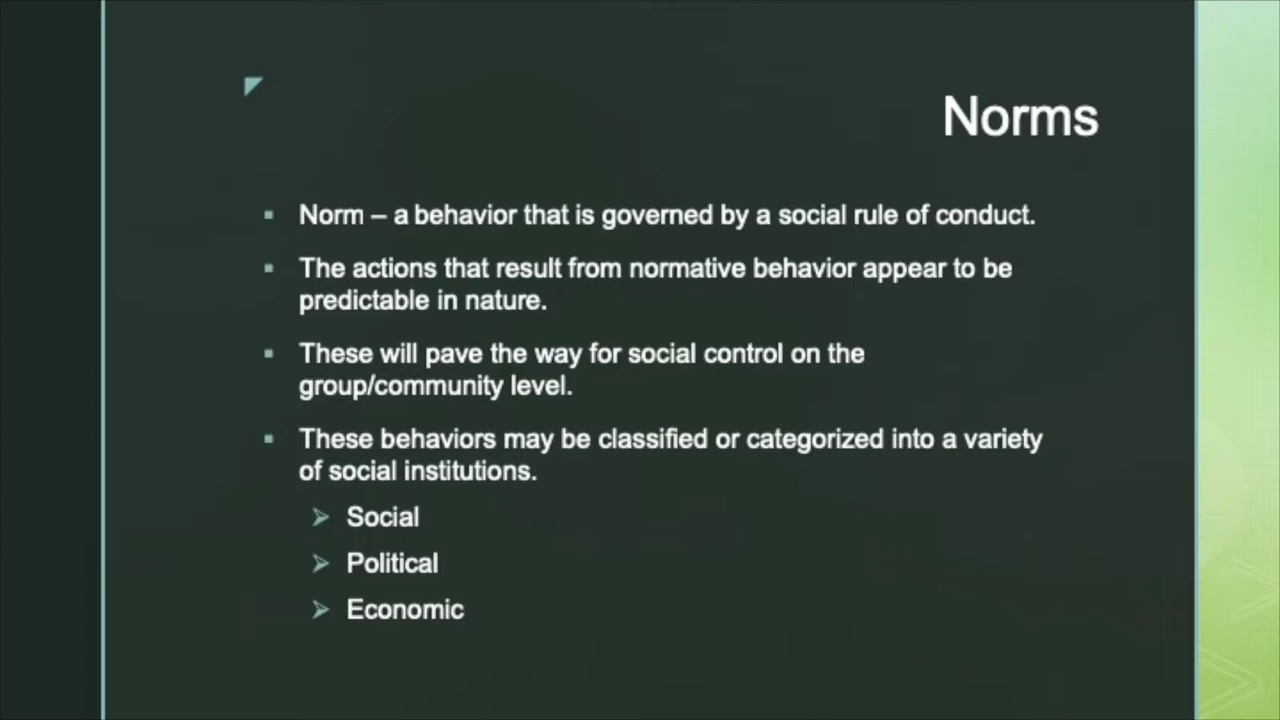 Norms
Norm – a behavior that is governed by a social rule of conduct.
The actions that result from normative behavior appear to be
predictable in nature.
These will pave the way for social control on the
group/community level.
These behaviors may be classified or categorized into a variety
of social institutions.
Social
Political
Economic